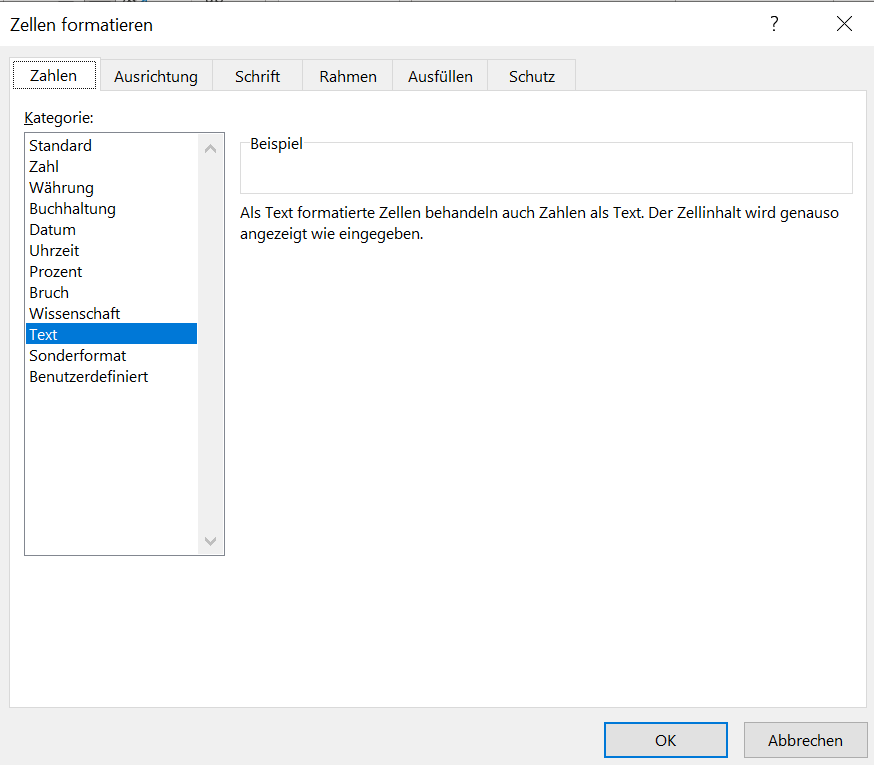 Zellen formatieren ?
Zahlen Ausrichtung Schrift Rahmen Ausfüllen Schutz
Kategorie:
Standard
Zahl
Währung
Buchhaltung
Datum
Uhrzeit
Prozent
Bruch
Wissenschaft
Text
Sonderformat
Benutzerdefiniert
Beispiel
Als Text formatierte Zellen behandeln auch Zahlen als Text. Der Zellinhalt wird genauso
angezeigt wie eingegeben.
OK Abbrechen